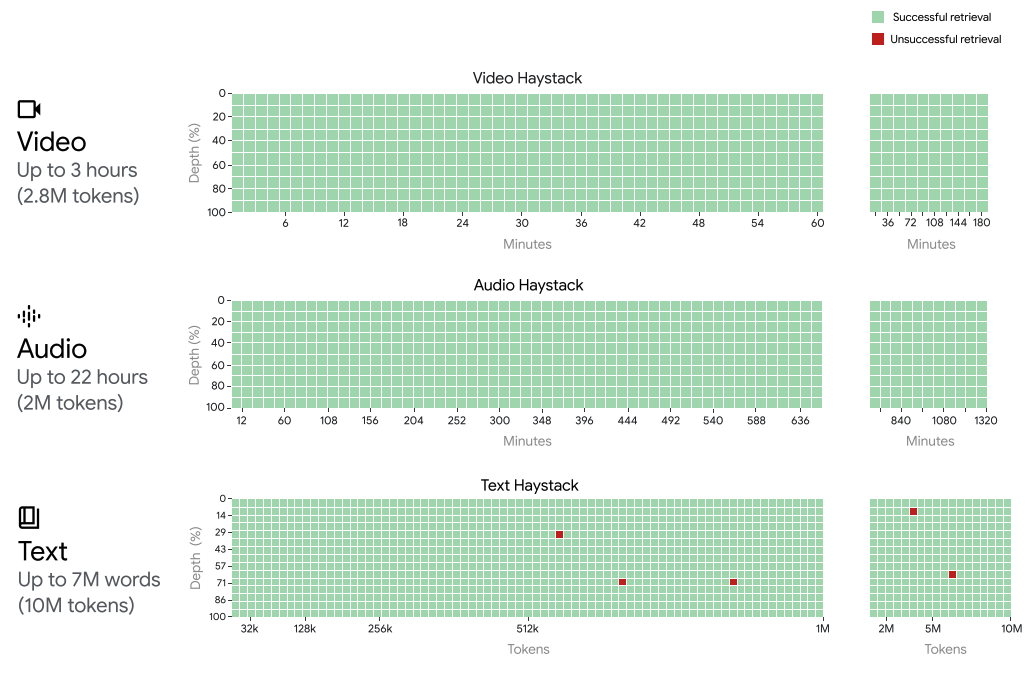 Successful retrieval
Unsuccessful retrieval
Video Haystack
Video
Up to 3 hours
(2.8M tokens)
Depth (%)
0
20
40
60
80
100
6 12 18 24 30 36 42 48 54 60
Minutes
36 72 108 144 180
Minutes
Audio Haystack
Audio
Up to 22 hours
(2M tokens)
Depth (%)
0
20
40
60
80
100
12 60 108 156 204 252 300 348 396 444 492 540 588 636
Minutes
840 1080 1320
Minutes
Text Haystack
Text
Up to 7M words
(10M tokens)
Depth (%)
0
14
29
43
57
71
86
100
32k 128k 256k 512k 1M
Tokens
2M 5M 10M
Tokens